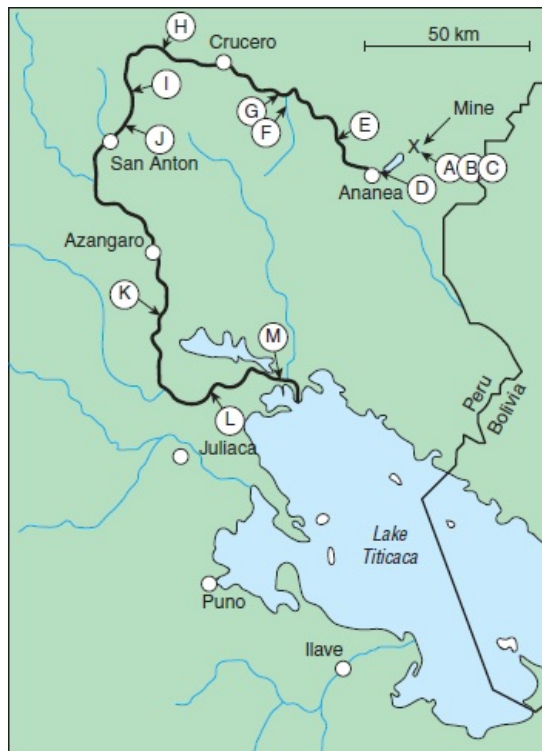 H
Crucero
50 km
I
G
Mine
F
E
X
J
San Anton
A B C
D
Ananea
Azangaro
K
M
Peru
Bolivia
L
Juliaca
Lake
Titicaca
Puno
Ilave